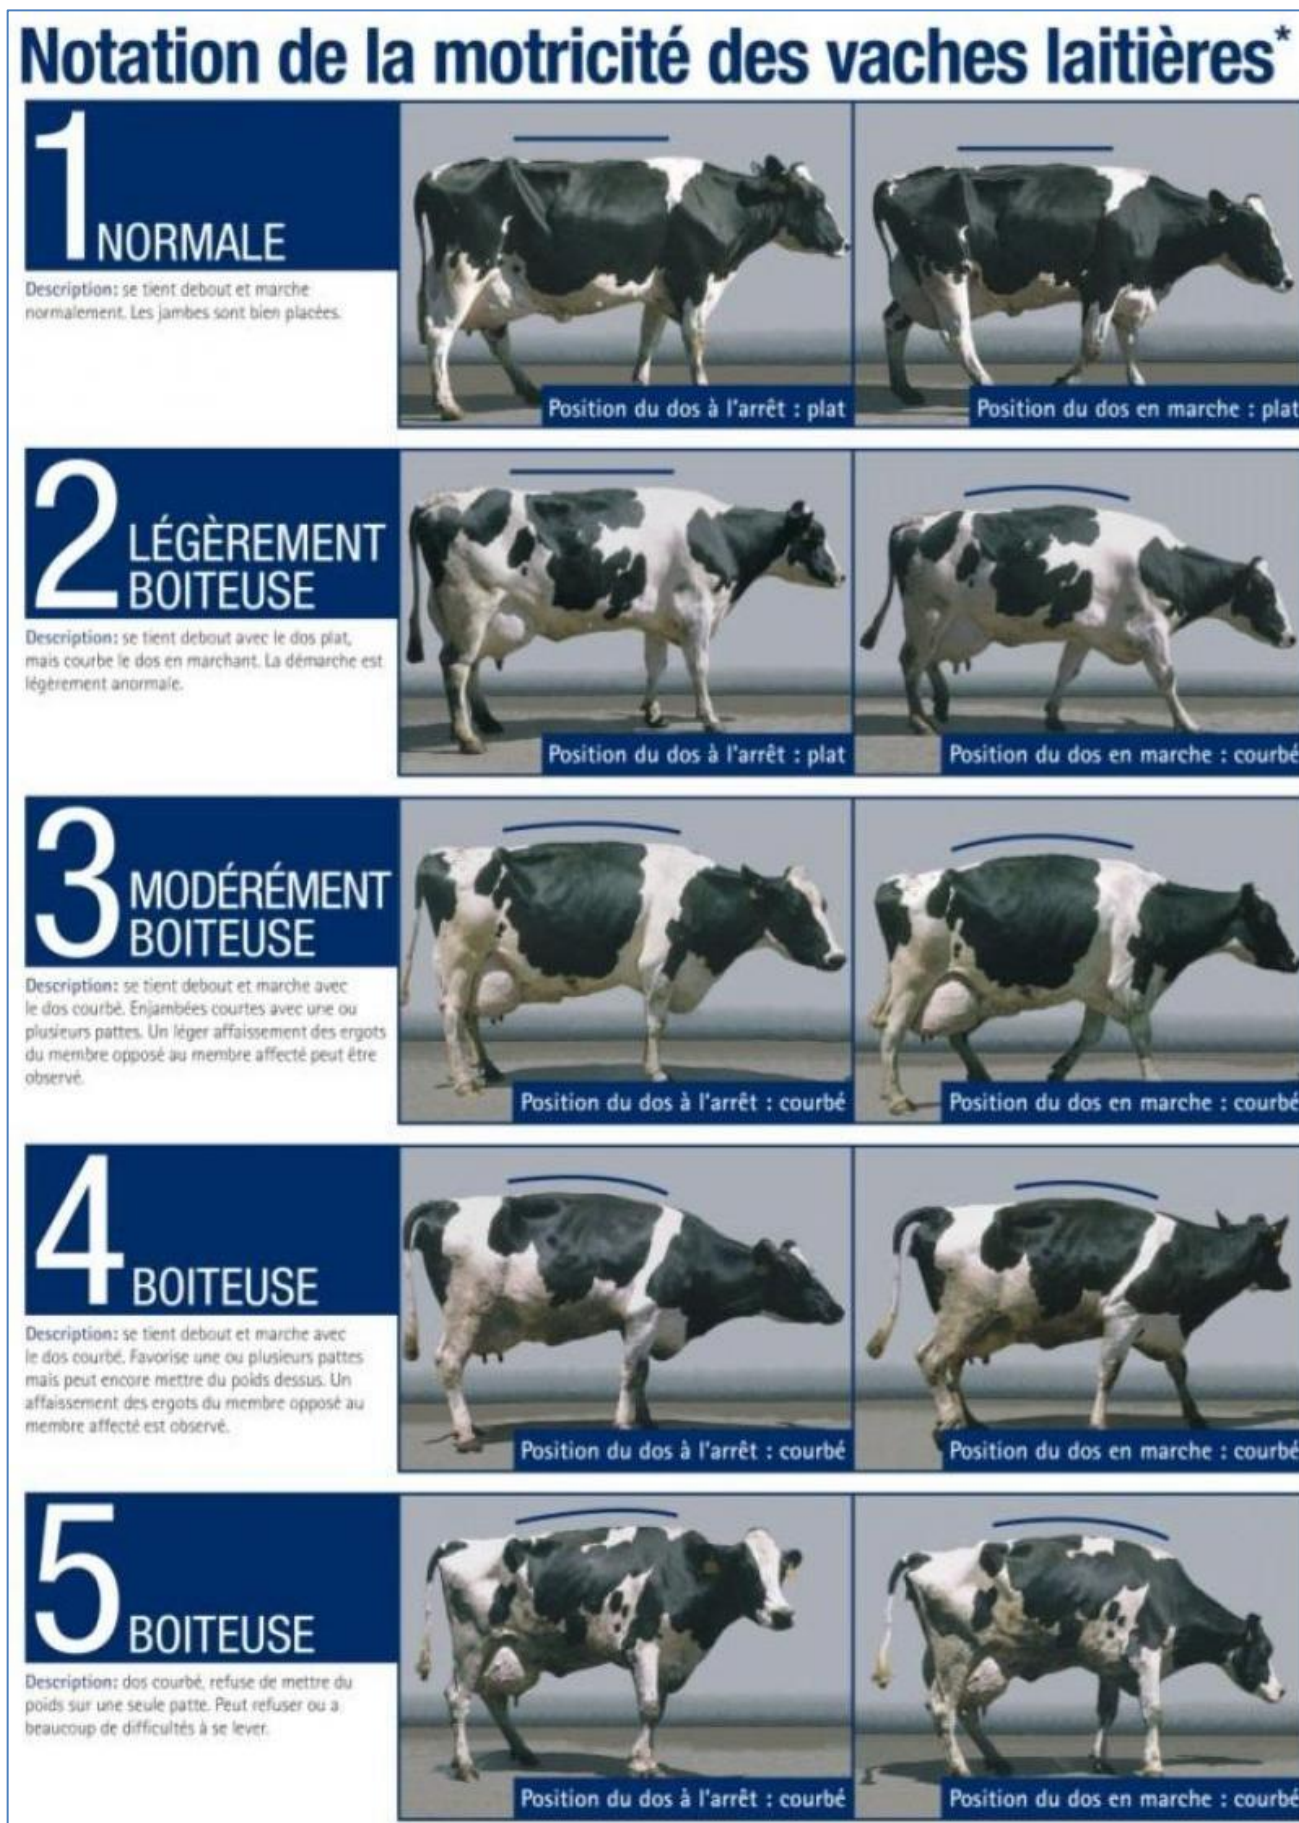 Notation de la motricité des vaches laitières*
1 NORMALE
Description: se tient debout et marche
normalement. Les jambes sont bien placées.
Position du dos à l'arrêt : plat
Position du dos en marche : plat
2 LÉGÈREMENT
BOITEUSE
Description: se tient debout avec le dos plat,
mais courbe le dos en marchant. La démarche est
légèrement anormale.
Position du dos à l'arrêt : plat
Position du dos en marche : courbé
3 MODÉRÉMENT
BOITEUSE
Description: se tient debout et marche avec
le dos courbé. Enjambées courtes avec une ou
plusieurs pattes. Un léger affaissement des ergots
du membre opposé au membre affecté peut être
observé.
Position du dos à l'arrêt : courbé
Position du dos en marche : courbé
4 BOITEUSE
Description: se tient debout et marche avec
le dos courbé. Favorise une ou plusieurs pattes
mais peut encore mettre du poids dessus. Un
affaissement des ergots du membre opposé au
membre affecté est observé.
Position du dos à l'arrêt : courbé
Position du dos en marche : courbé
5 BOITEUSE
Description: dos courbé, refuse de mettre du
poids sur une seule patte. Peut refuser ou a
beaucoup de difficultés à se lever.
Position du dos à l'arrêt : courbé
Position du dos en marche : courbé